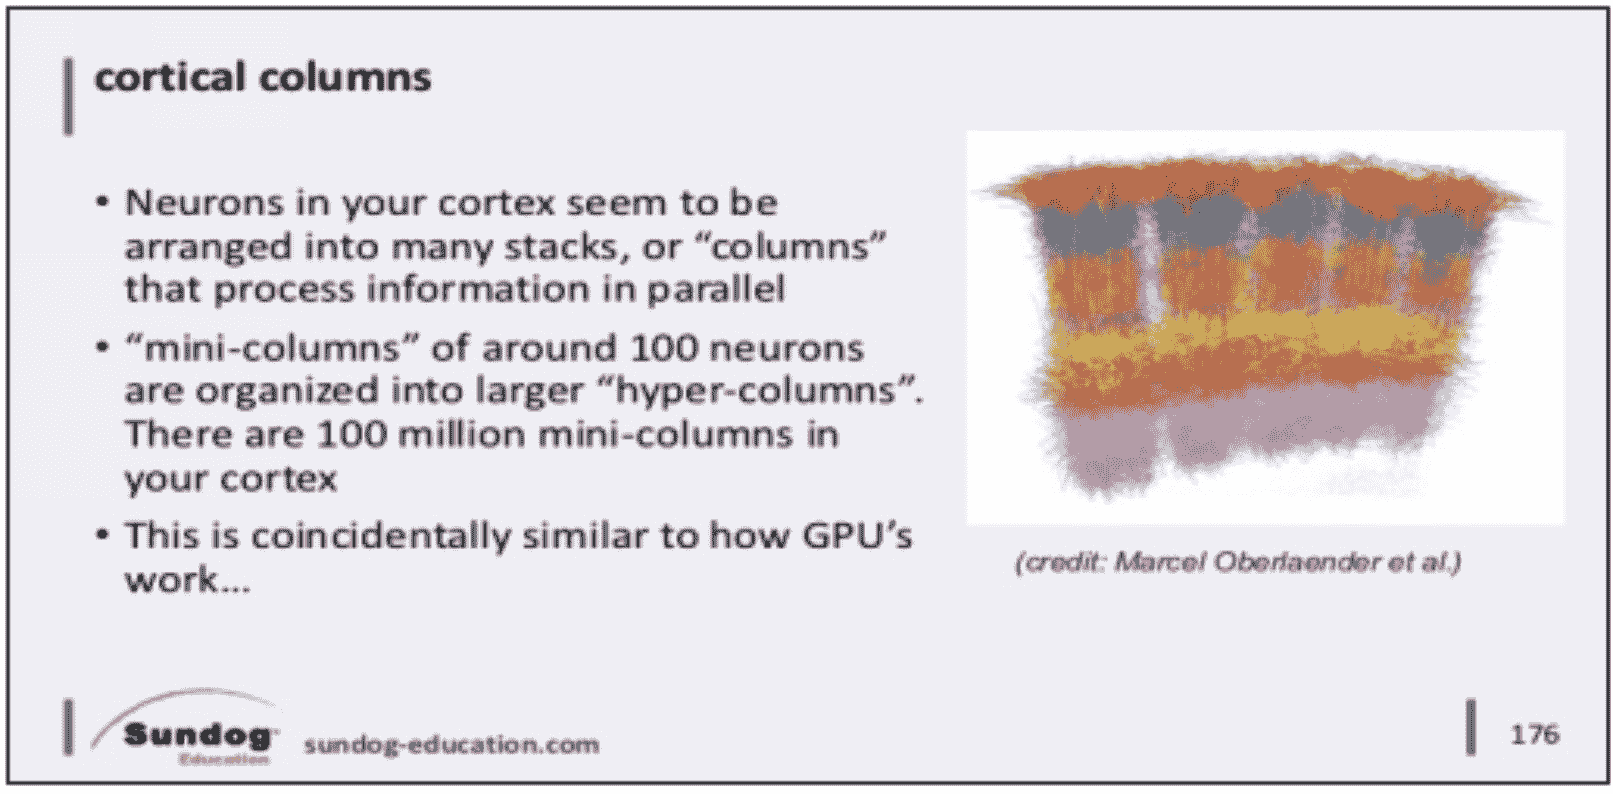 cortical columns
• Neurons in your cortex seem to be
arranged into many stacks, or “columns”
that process information in parallel
• “mini-columns” of around 100 neurons
are organized into larger “hyper-columns”.
There are 100 million mini-columns in
your cortex
• This is coincidentally similar to how GPU’s
work...
(credit: Marcel Oberlaender et al.)
Sundog
Education
sundog-education.com
176